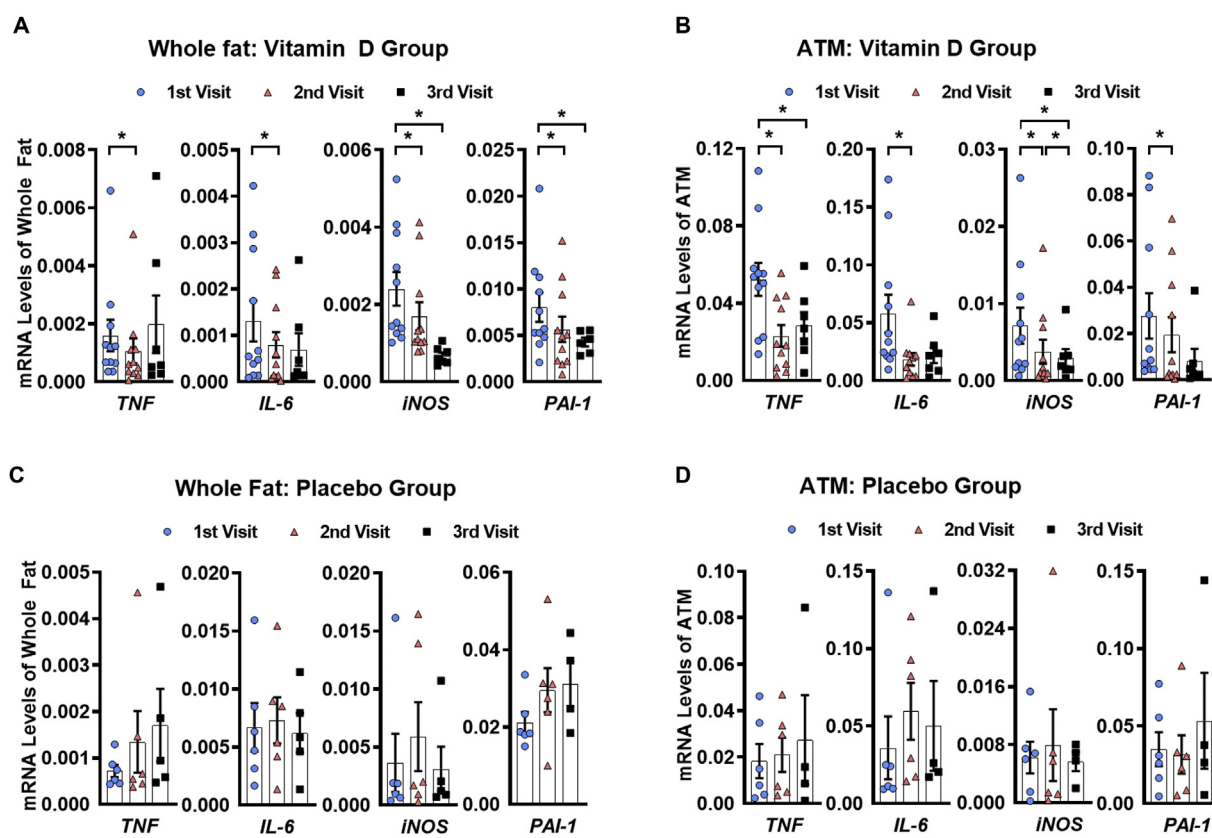 A
Whole fat: Vitamin D Group
1st Visit 2nd Visit 3rd Visit
mRNA Levels of Whole Fat
0.008
0.006
0.004
0.002
0.000
*
TNF
0.005
0.004
0.003
0.002
0.001
0.000
*
IL-6
0.006
0.004
0.002
0.000
*
*
iNOS
0.025
0.020
0.015
0.010
0.005
0.000
*
*
PAI-1
B
ATM: Vitamin D Group
1st Visit 2nd Visit 3rd Visit
mRNA Levels of ATM
0.12
0.08
0.04
0.00
*
*
TNF
0.20
0.15
0.10
0.05
0.00
*
IL-6
0.03
0.02
0.01
0.00
*
* *
iNOS
0.10
0.08
0.06
0.04
0.02
0.00
*
PAI-1
C
Whole Fat: Placebo Group
1st Visit 2nd Visit 3rd Visit
mRNA Levels of Whole Fat
0.005
0.004
0.003
0.002
0.001
0.000
TNF
0.020
0.015
0.010
0.005
0.000
IL-6
0.020
0.015
0.010
0.005
0.000
iNOS
0.06
0.04
0.02
0.00
PAI-1
D
ATM: Placebo Group
1st Visit 2nd Visit 3rd Visit
mRNA Levels of ATM
0.10
0.08
0.06
0.04
0.02
0.00
TNF
0.15
0.10
0.05
0.00
IL-6
0.032
0.024
0.016
0.008
0.000
iNOS
0.15
0.10
0.05
0.00
PAI-1